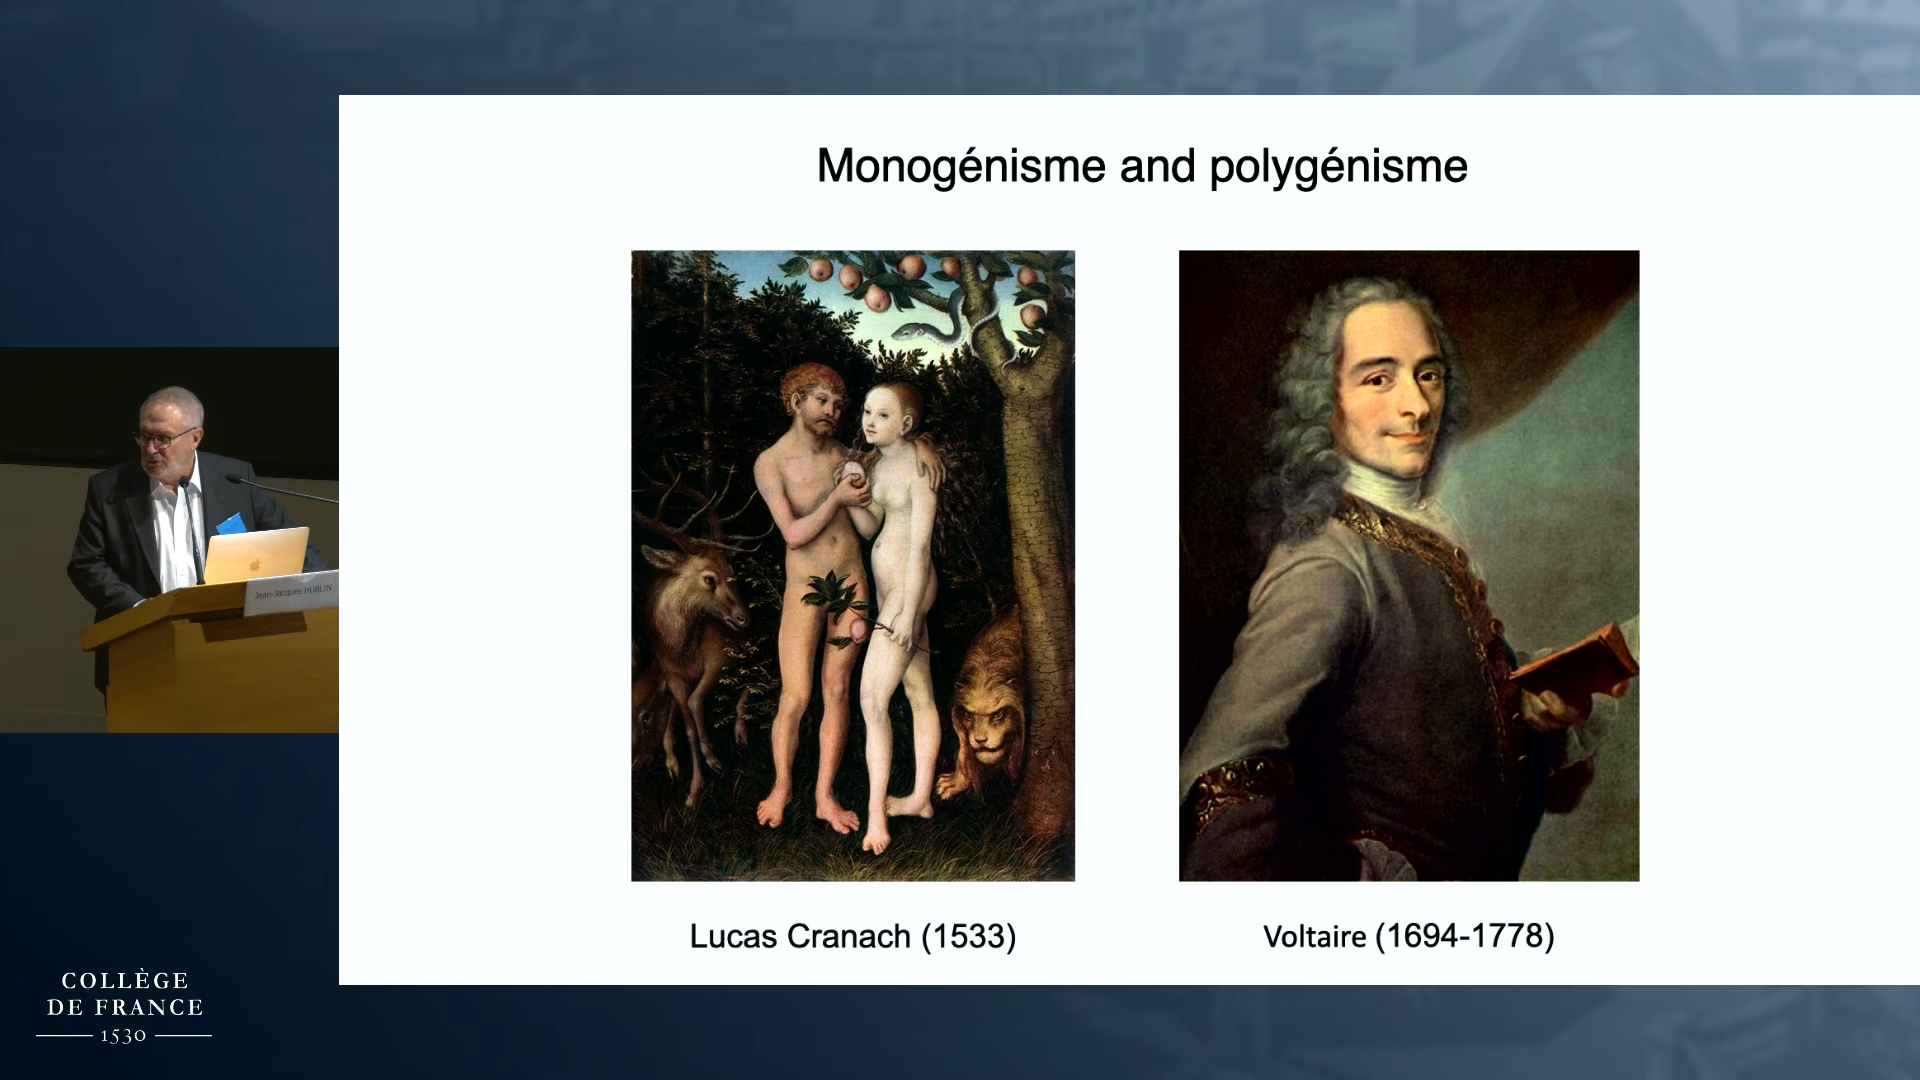 Monogénisme and polygénisme
Lucas Cranach (1533)
Voltaire (1694-1778)
Jean-Jacques HUBLIN
COLLÈGE
DE FRANCE
1530